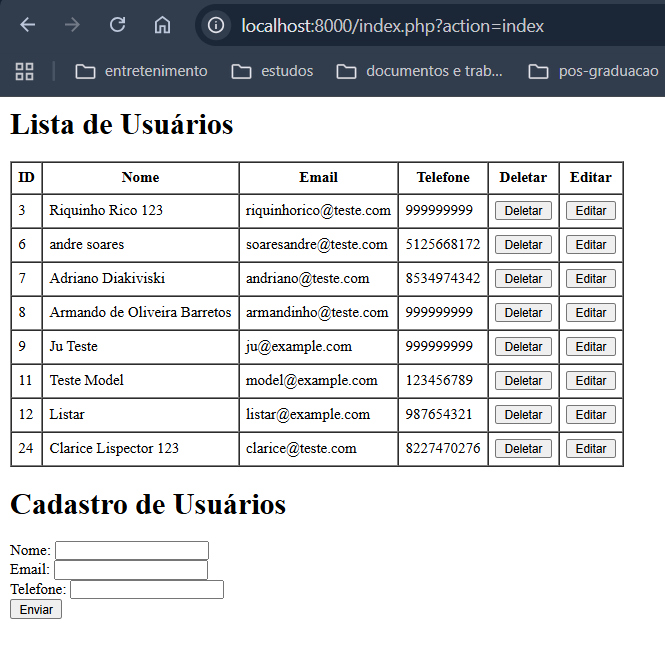 localhost:8000/index.php?action=index
entretenimento estudos documentos e trab... pos-graduacao
Lista de Usuários
ID Nome Email Telefone Deletar Editar
3 Riquinho Rico 123 riquinhorico@teste.com 999999999 Deletar Editar
6 andre soares soaresandre@teste.com 5125668172 Deletar Editar
7 Adriano Diakiviski andriano@teste.com 8534974342 Deletar Editar
8 Armando de Oliveira Barretos armandinho@teste.com 999999999 Deletar Editar
9 Ju Teste ju@example.com 999999999 Deletar Editar
11 Teste Model model@example.com 123456789 Deletar Editar
12 Listar listar@example.com 987654321 Deletar Editar
24 Clarice Lispector 123 clarice@teste.com 8227470276 Deletar Editar
Cadastro de Usuários
Nome:
Email:
Telefone:
Enviar